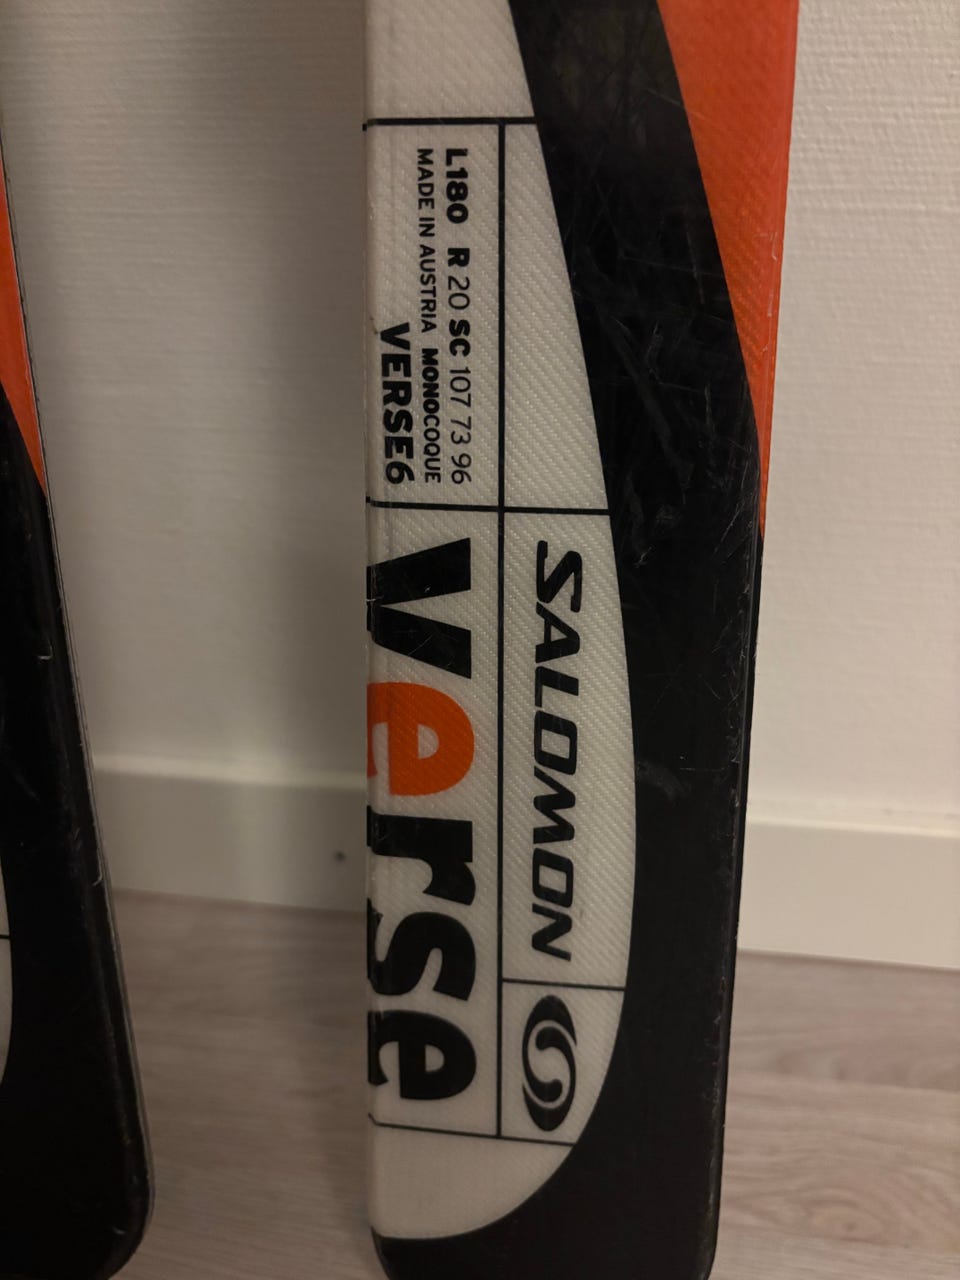 L180 R 20 SC 107 73 96
MADE IN AUSTRIA MONOCOQUE
VERSE6
SALOMON
Verse